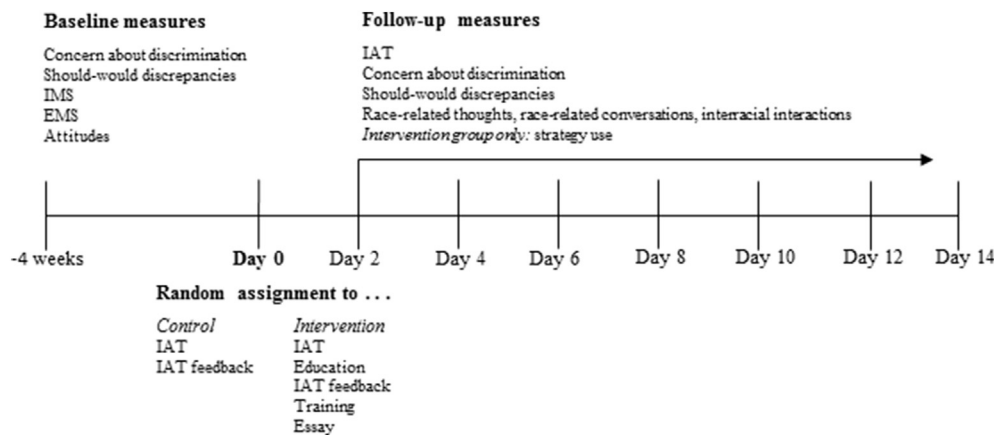 Baseline measures
Concern about discrimination
Should-would discrepancies
IMS
EMS
Attitudes
Follow-up measures
IAT
Concern about discrimination
Should-would discrepancies
Race-related thoughts, race-related conversations, interracial interactions
Intervention group only: strategy use
-4 weeks
Day 0
Day 2
Day 4
Day 6
Day 8
Day 10
Day 12
Day 14
Random assignment to ...
Control
IAT
IAT feedback
Intervention
IAT
Education
IAT feedback
Training
Essay